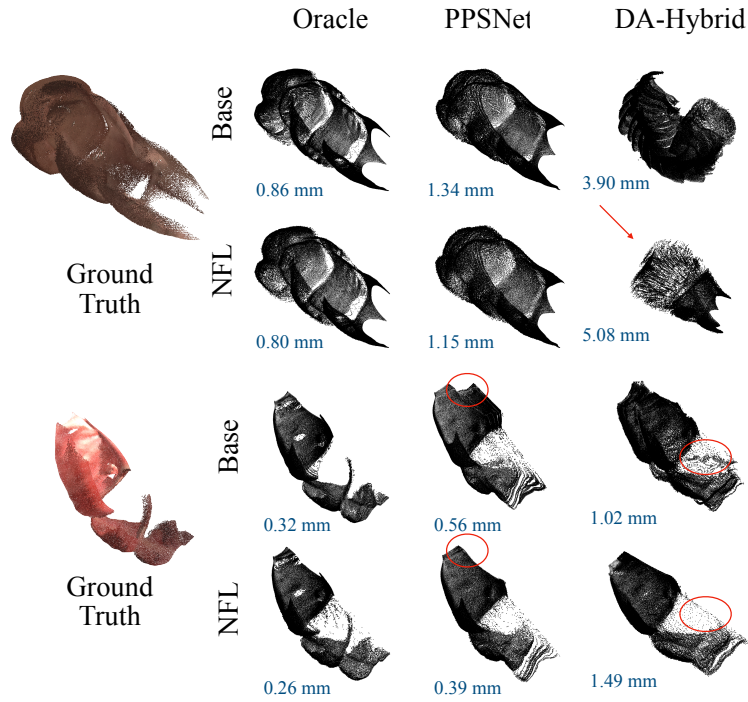 Oracle PPSNet DA-Hybrid
Base
0.86 mm 1.34 mm 3.90 mm
Ground
Truth
NFL
0.80 mm 1.15 mm 5.08 mm
Base
0.32 mm 0.56 mm 1.02 mm
Ground
Truth
NFL
0.26 mm 0.39 mm 1.49 mm